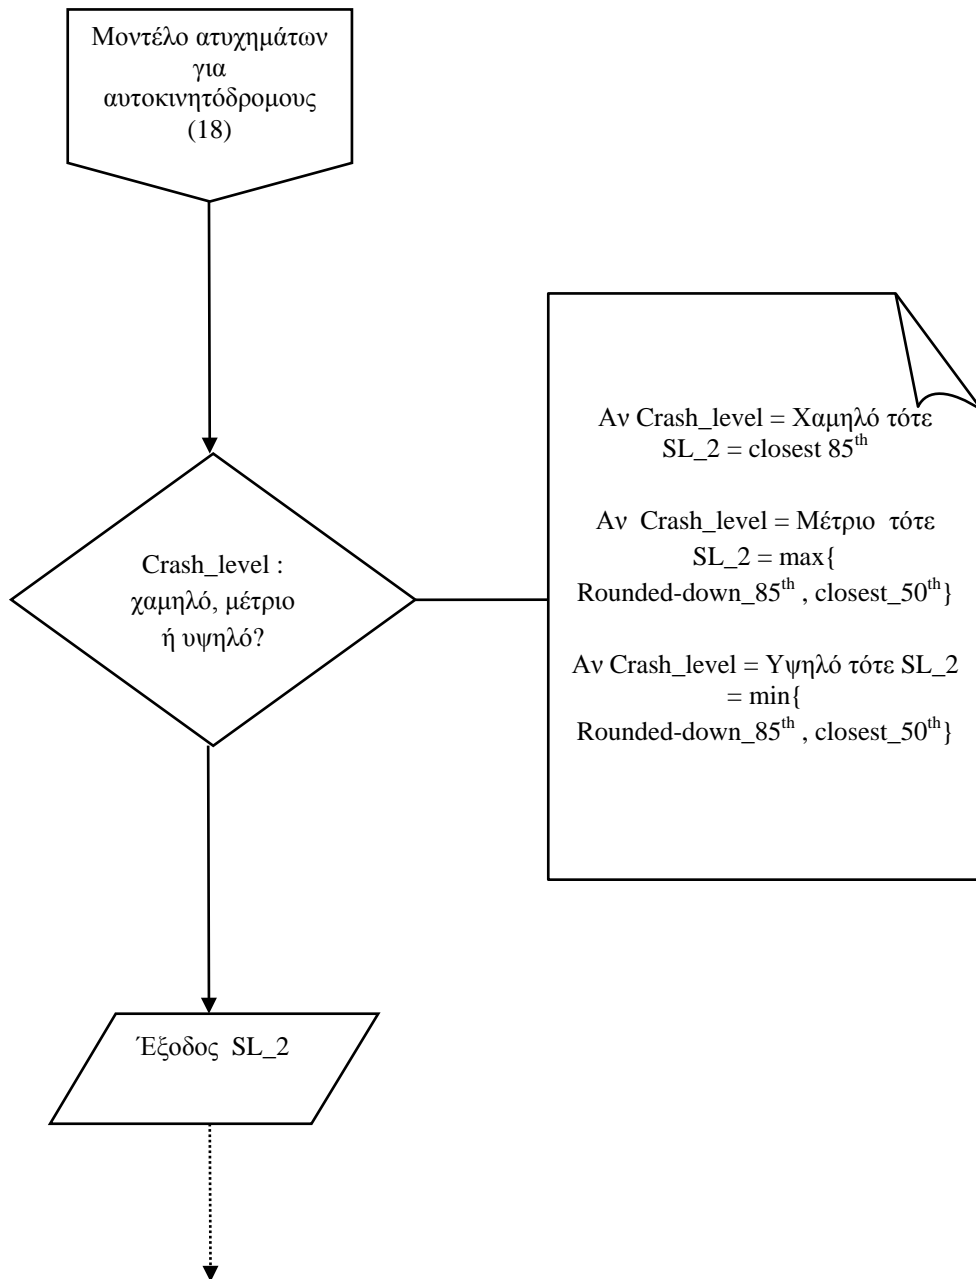 Μοντέλο ατυχημάτων
για
αυτοκινητόδρομους
(18)
Crash_level :
χαμηλό, μέτριο
ή υψηλό?
Αν Crash_level = Χαμηλό τότε
SL_2 = closest 85th
Αν Crash_level = Μέτριο τότε
SL_2 = max{
Rounded-down_85th , closest_50th}
Αν Crash_level = Υψηλό τότε SL_2
= min{
Rounded-down_85th , closest_50th}
Έξοδος SL_2